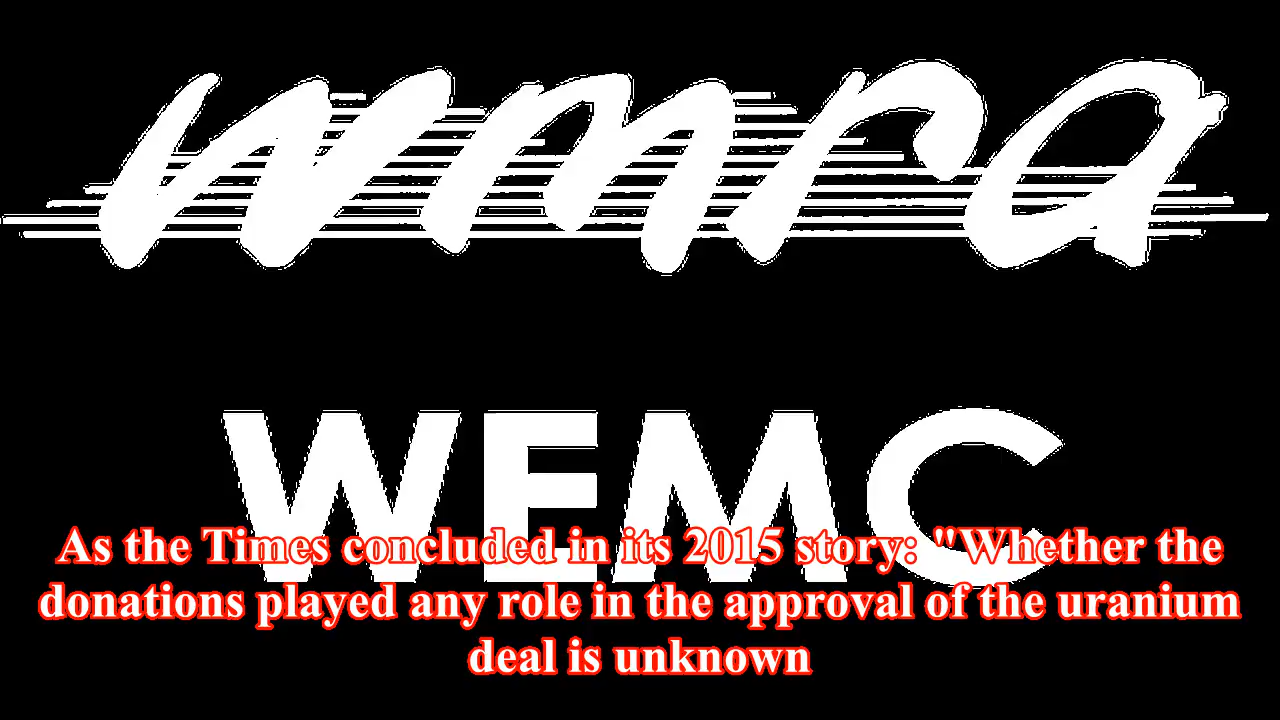 wmra
WEMC
As the Times concluded in its 2015 story: "Whether the
donations played any role in the approval of the uranium
deal is unknown